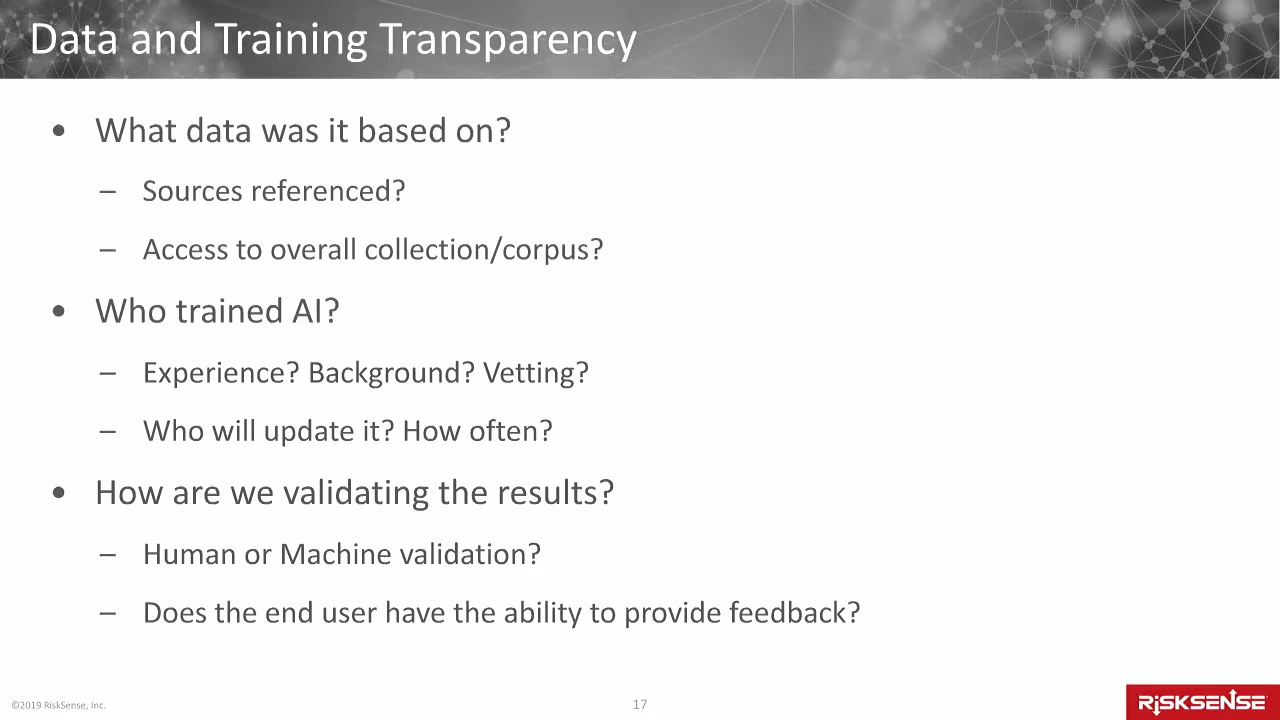 Data and Training Transparency
• What data was it based on?
– Sources referenced?
– Access to overall collection/corpus?
• Who trained AI?
– Experience? Background? Vetting?
– Who will update it? How often?
• How are we validating the results?
– Human or Machine validation?
– Does the end user have the ability to provide feedback?
©2019 RiskSense, Inc.
17
RISKSENSE